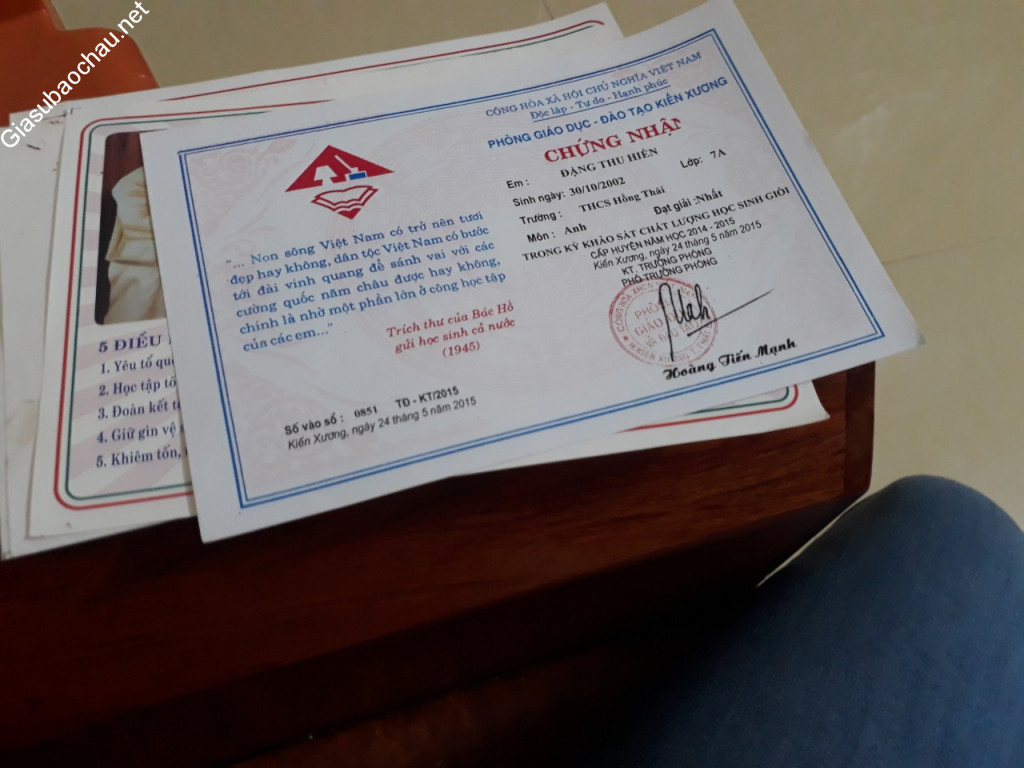 Giasubaochau.net
CỘNG HÒA XÃ HỘI CHỦ NGHĨA VIỆT NAM
Độc lập - Tự do - Hạnh phúc
PHÒNG GIÁO DỤC - ĐÀO TẠO KIẾN XƯƠNG
CHỨNG NHẬN
Em : ĐẶNG THU HIỀN
Sinh ngày: 30/10/2002 Lớp: 7A
Trường : THCS Hồng Thái
Môn : Anh Đạt giải :Nhất
TRONG KỲ KHẢO SÁT CHẤT LƯỢNG HỌC SINH GIỎI
CẤP HUYỆN NĂM HỌC 2014 - 2015
Kiến Xương, ngày 24 tháng 5 năm 2015
KT. TRƯỞNG PHÒNG
PHÓ TRƯỞNG PHÒNG
PHÒNG
GIÁO
Hoàng Tiến Mạnh
"... Non sông Việt Nam có trở nên tươi
đẹp hay không, dân tộc Việt Nam có bước
tới đài vinh quang để sánh vai với các
cường quốc năm châu được hay không,
chính là nhờ một phần lớn ở công học tập
của các em..."
Trích thư của Bác Hồ
gửi học sinh cả nước
(1945)
Số vào sổ : 0851 TĐ - KT/2015
Kiến Xương, ngày 24 tháng 5 năm 2015
5 ĐIỀU
1. Yêu tổ qu
2. Học tập tố
3. Đoàn kết t
4. Giữ gìn vệ
5. Khiêm tốn,